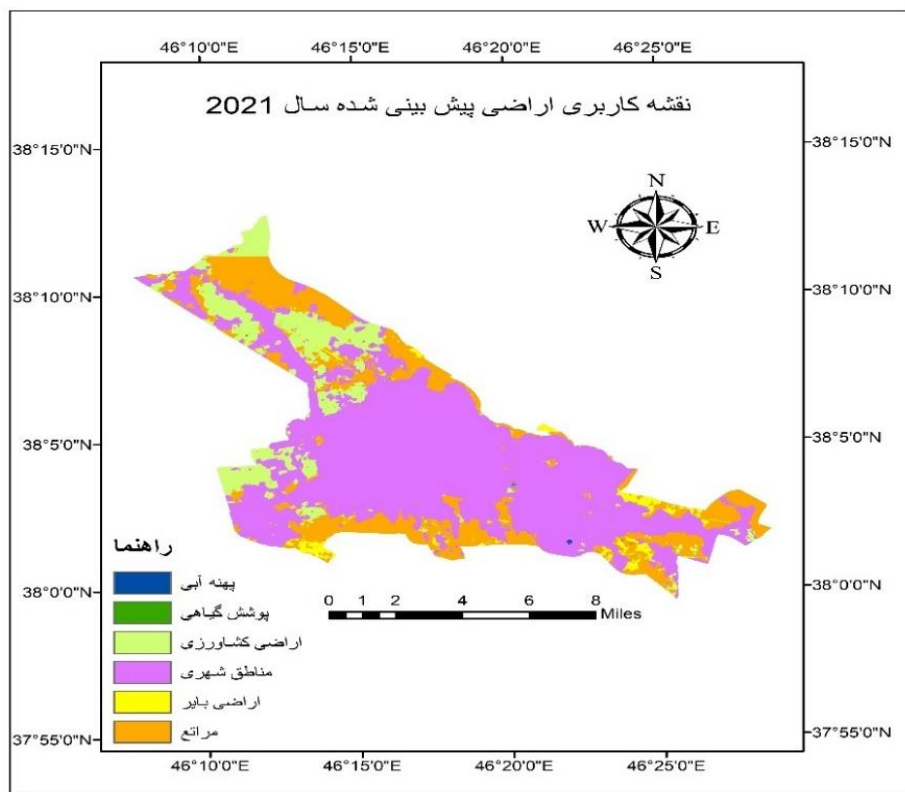 46°10'0"E 46°15'0"E 46°20'0"E 46°25'0"E
نقشه کاربری اراضی پیش بینی شده سال 2021
38°15'0"N 38°15'0"N
N
W E
S
38°10'0"N 38°10'0"N
38°5'0"N 38°5'0"N
راهنما
پهنه آبی
38°0'0"N 38°0'0"N
0 1 2 4 6 8
Miles
پوشش گیاهی
اراضی کشاورزی
مناطق شهری
اراضی بایر
مراتع
37°55'0"N 37°55'0"N
46°10'0"E 46°15'0"E 46°20'0"E 46°25'0"E